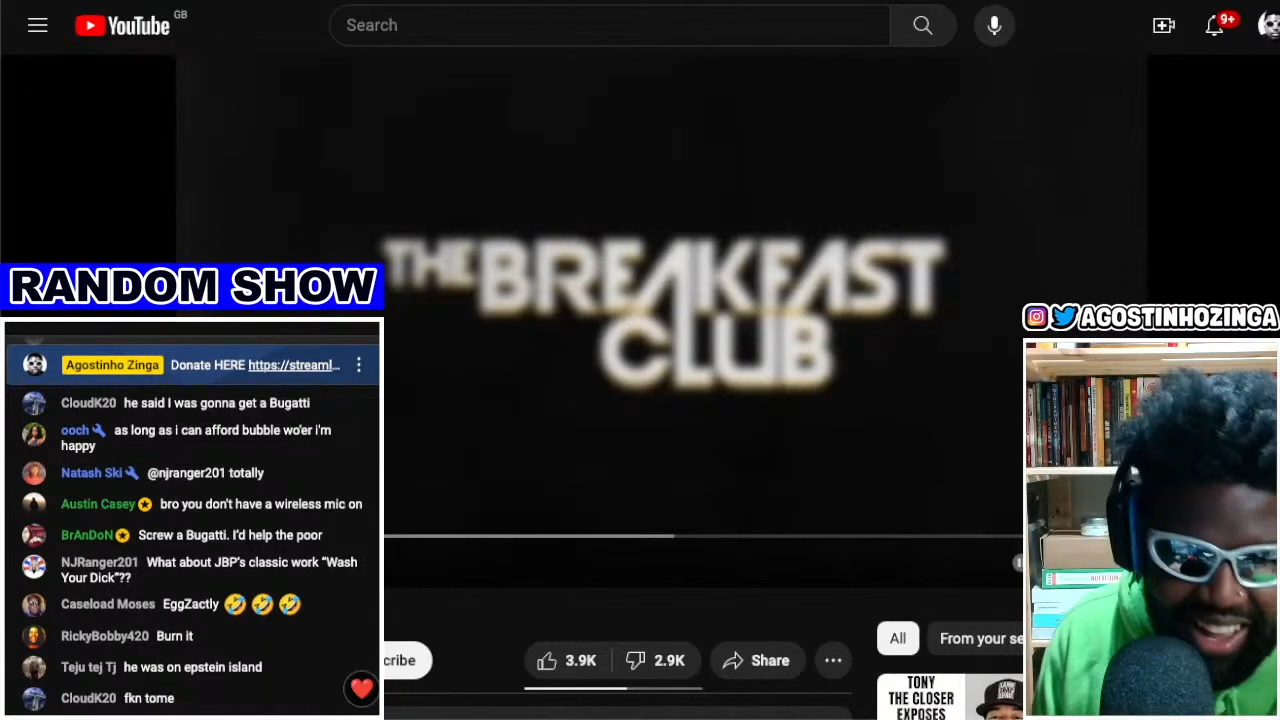 YouTube
GB
Search
9+
THE BREAKFAST
CLUB
RANDOM SHOW
Agostinho Zinga Donate HERE https://streaml...
CloudK20 he said I was gonna get a Bugatti
ooch as long as i can afford bubble wo'er i'm
happy
Natash Ski @njranger201 totally
Austin Casey bro you don't have a wireless mic on
BrAnDoN Screw a Bugatti. I'd help the poor
NJRanger201 What about JBP's classic work “Wash
Your Dick”??
Caseload Moses EggZactly
RickyBobby420 Burn it
Teju tej Tj he was on epstein island
CloudK20 fkn tome
AGOSTINHOZINGA
NUTRITION
cribe
3.9K
2.9K
Share
All
From your se
TONY
THE CLOSER
EXPOSES